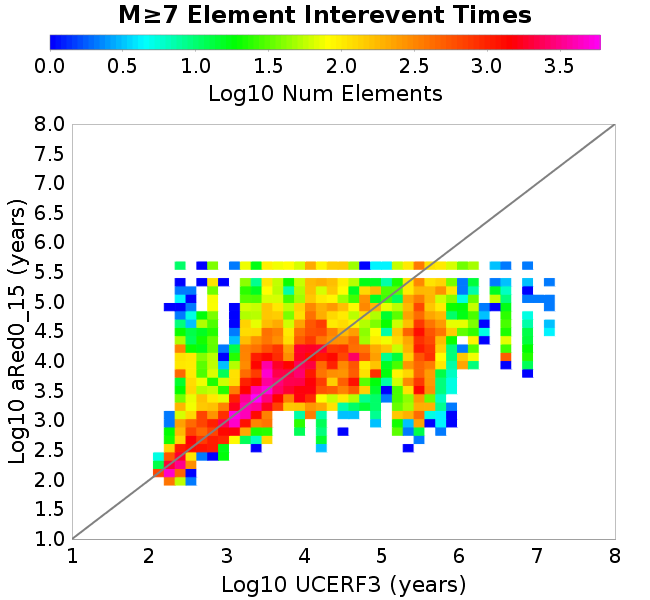 M≥7 Element Interevent Times
0.0 0.5 1.0 1.5 2.0 2.5 3.0 3.5
Log10 Num Elements
Log10 aRed0_15 (years)
8.0
7.5
7.0
6.5
6.0
5.5
5.0
4.5
4.0
3.5
3.0
2.5
2.0
1.5
1.0
1 2 3 4 5 6 7 8
Log10 UCERF3 (years)